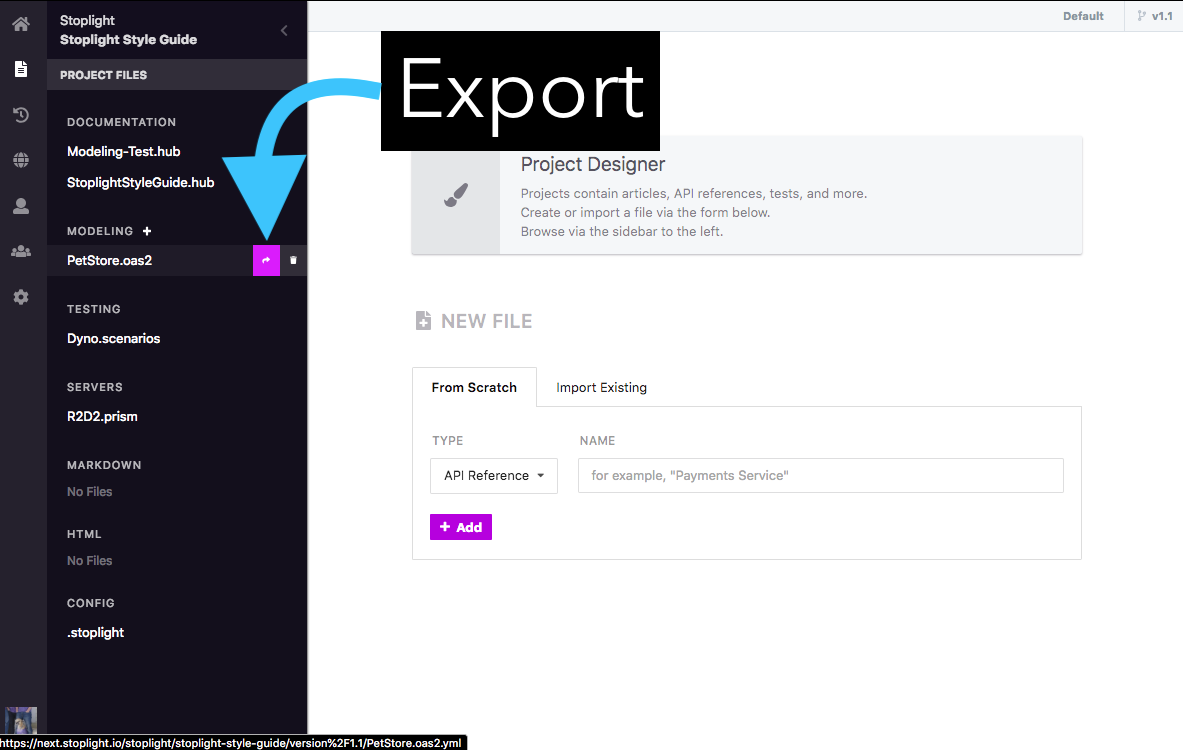 Stoplight
Stoplight Style Guide
PROJECT FILES
DOCUMENTATION
Modeling-Test.hub
StoplightStyleGuide.hub
MODELING +
PetStore.oas2
TESTING
Dyno.scenarios
SERVERS
R2D2.prism
MARKDOWN
No Files
HTML
No Files
CONFIG
.stoplight
https://next.stoplight.io/stoplight/stoplight-style-guide/version%2F1.1/PetStore.oas2.yml
Default
v1.1
Export
Project Designer
Projects contain articles, API references, tests, and more.
Create or import a file via the form below.
Browse via the sidebar to the left.
NEW FILE
From Scratch Import Existing
TYPE NAME
API Reference for example, "Payments Service"
+ Add